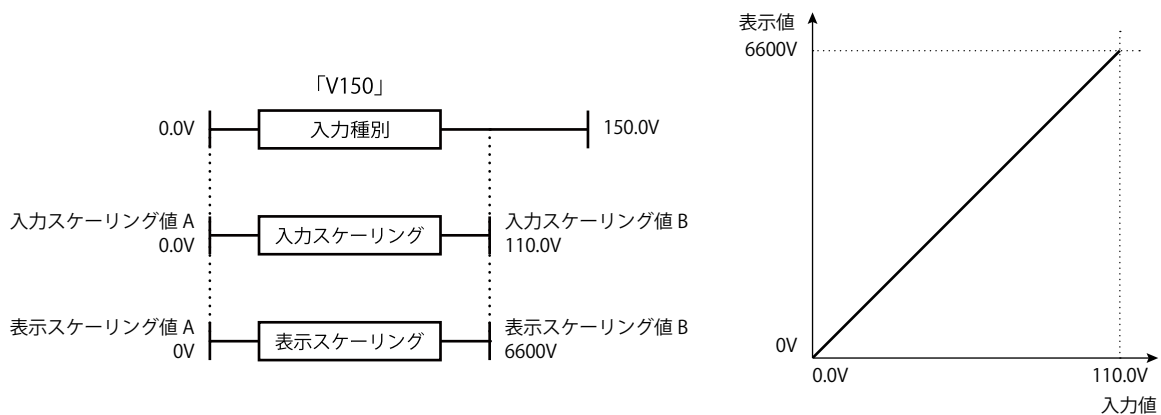 「V150」
0.0V
入力種別
150.0V
入力スケーリング値 A
0.0V
入力スケーリング
入力スケーリング値 B
110.0V
表示スケーリング値 A
0V
表示スケーリング
表示スケーリング値 B
6600V
表示値
6600V
0V
0.0V
110.0V
入力値